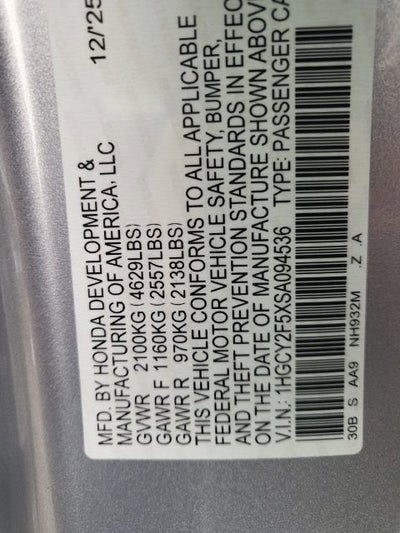 MFD. BY HONDA DEVELOPMENT & 12/'25
MANUFACTURING OF AMERICA, LLC
GVWR 2100KG (4629LBS)
GAWR F 1160KG (2557LBS)
GAWR R 970KG (2138LBS)
THIS VEHICLE CONFORMS TO ALL APPLICABLE
FEDERAL MOTOR VEHICLE SAFETY, BUMPER,
AND THEFT PREVENTION STANDARDS IN EFFEC
ON THE DATE OF MANUFACTURE SHOWN ABOV
V.I.N.: 1HGCY2F5XSA094536 TYPE: PASSENGER CA
30B S AA9 NH932M .Z .A